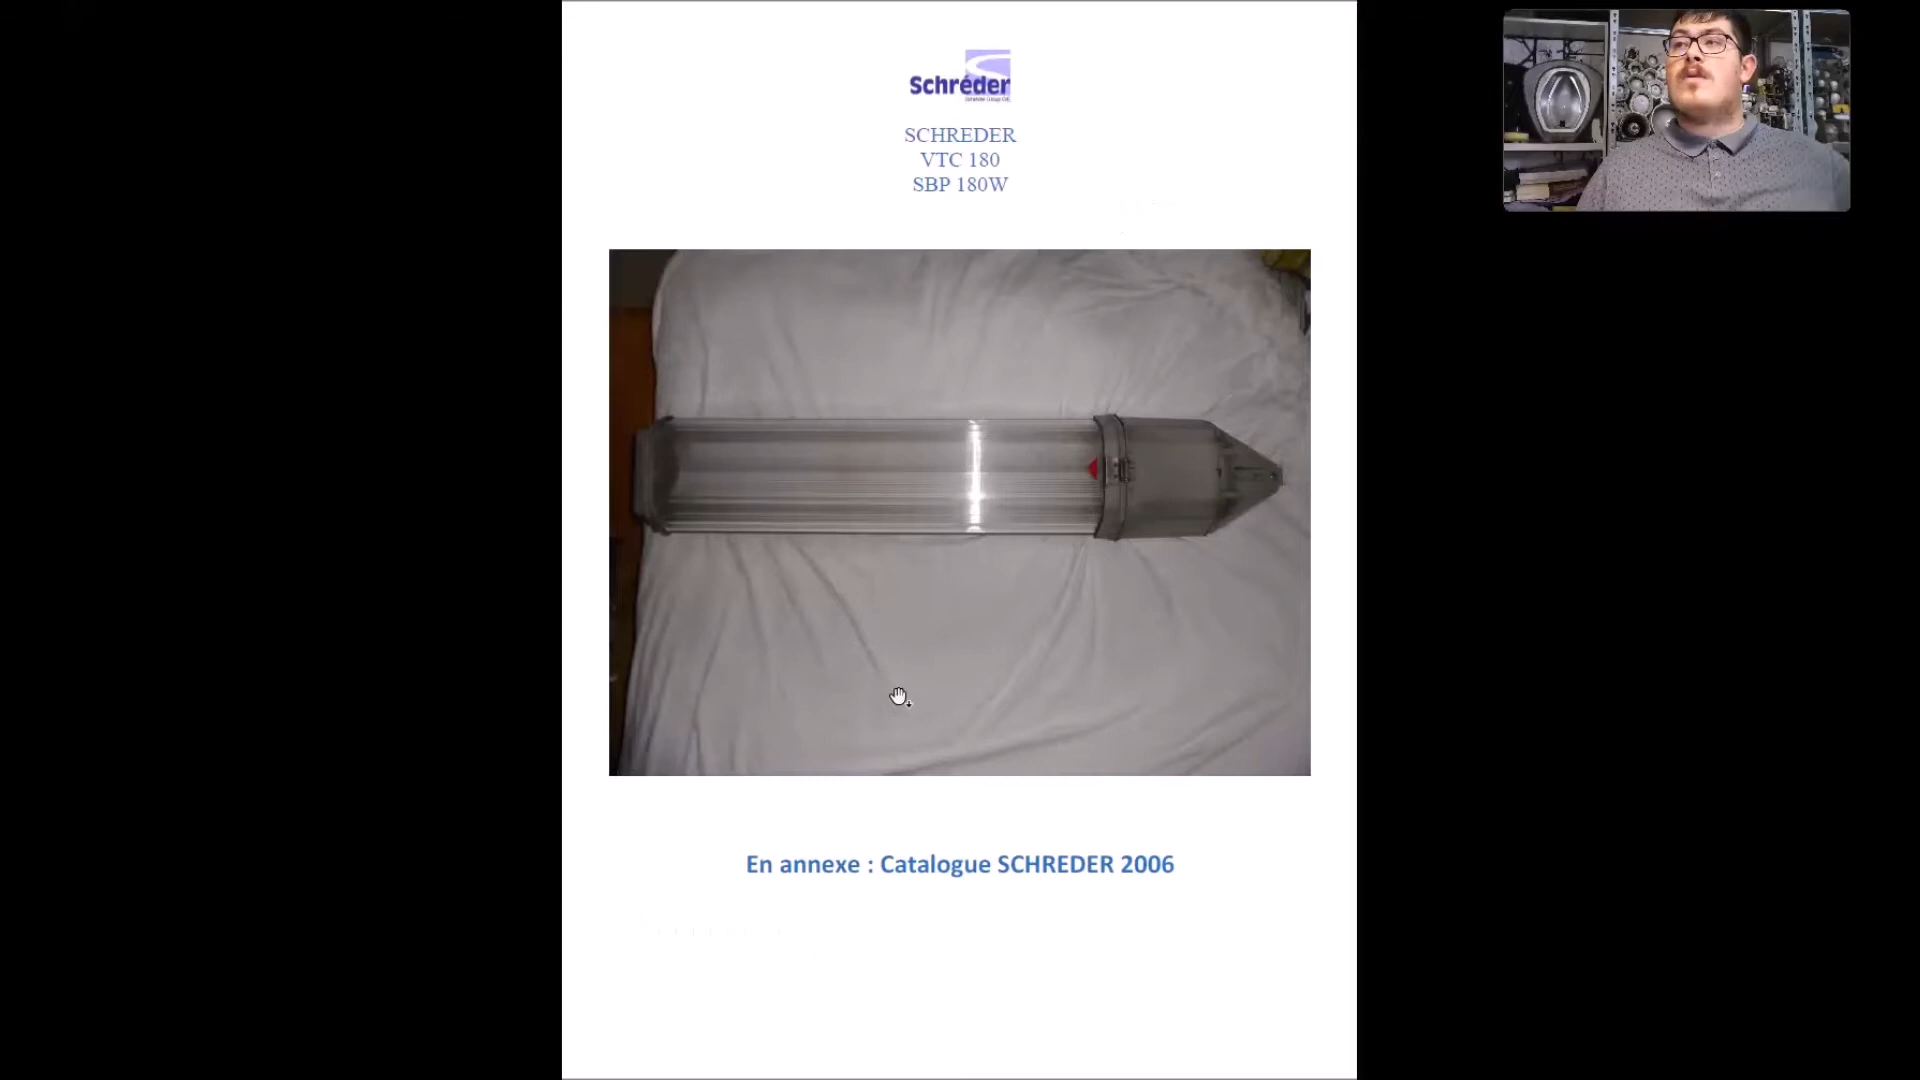 Schréder
SCHREDER
VTC 180
SBP 180W
En annexe : Catalogue SCHREDER 2006